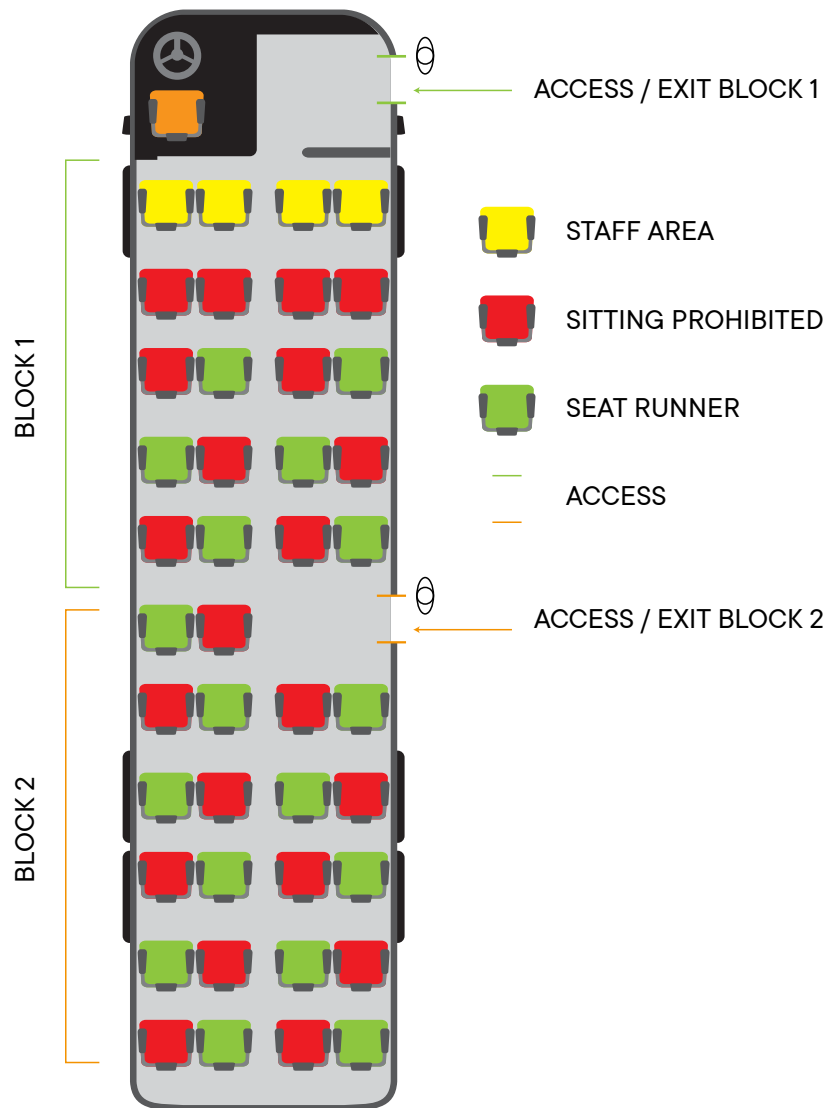 ACCESS / EXIT BLOCK 1
STAFF AREA
SITTING PROHIBITED
BLOCK 1
SEAT RUNNER
ACCESS
ACCESS / EXIT BLOCK 2
BLOCK 2